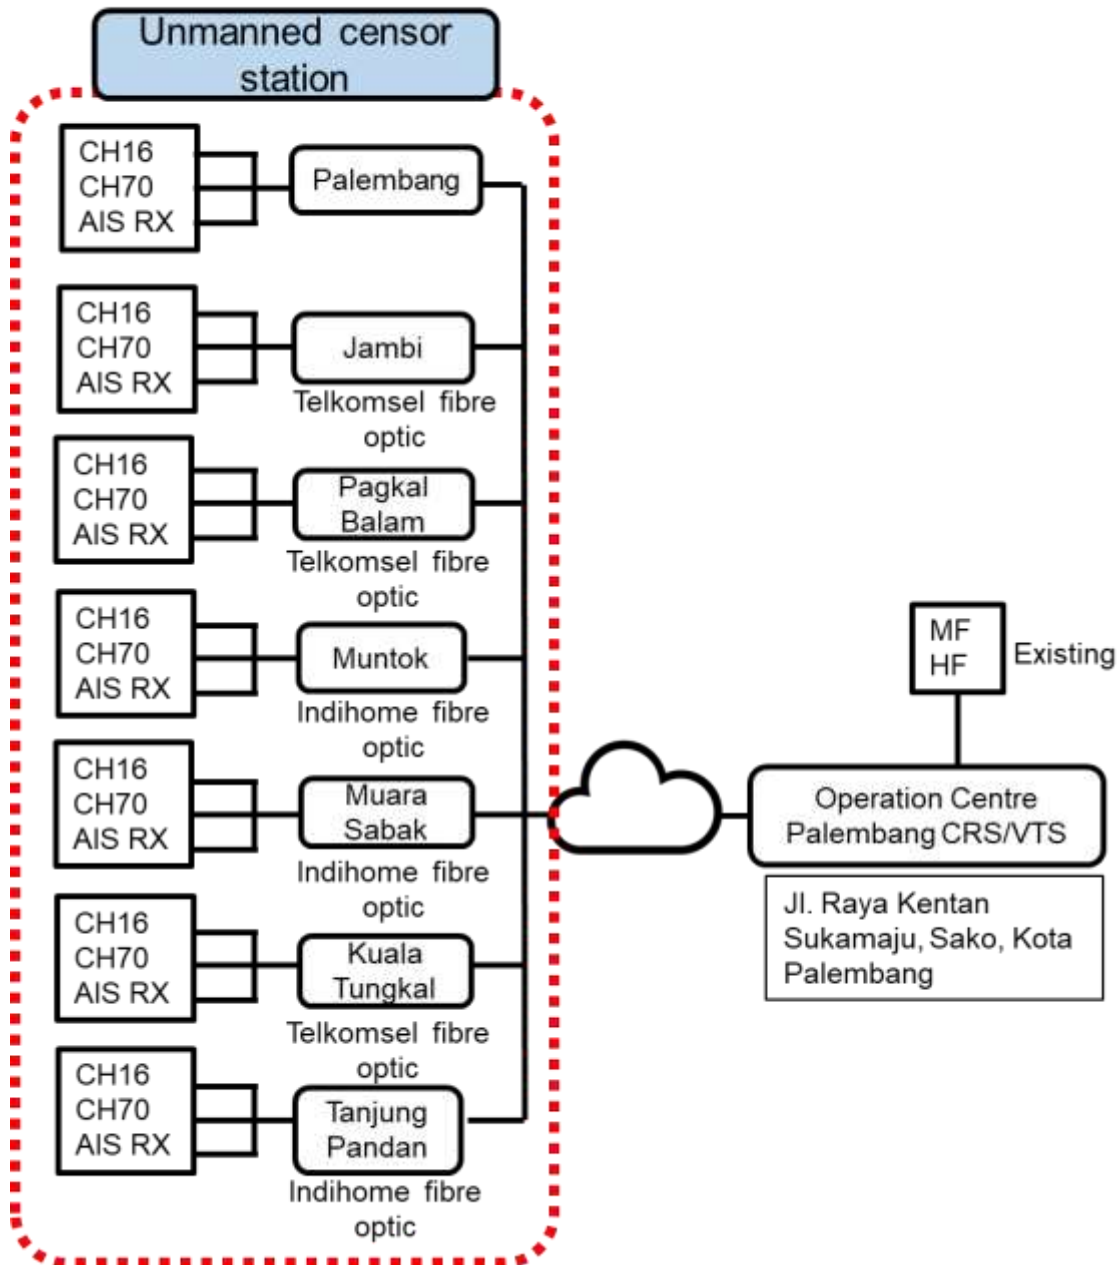 Unmanned censor
station
CH16
CH70
AIS RX
Palembang
CH16
CH70
AIS RX
Jambi
Telkomsel fibre
optic
CH16
CH70
AIS RX
Pagkal
Balam
Telkomsel fibre
optic
CH16
CH70
AIS RX
Muntok
Indihome fibre
optic
CH16
CH70
AIS RX
Muara
Sabak
Indihome fibre
optic
CH16
CH70
AIS RX
Kuala
Tungkal
Telkomsel fibre
optic
CH16
CH70
AIS RX
Tanjung
Pandan
Indihome fibre
optic
MF
HF
Existing
Operation Centre
Palembang CRS/VTS
Jl. Raya Kentan
Sukamaju, Sako, Kota
Palembang